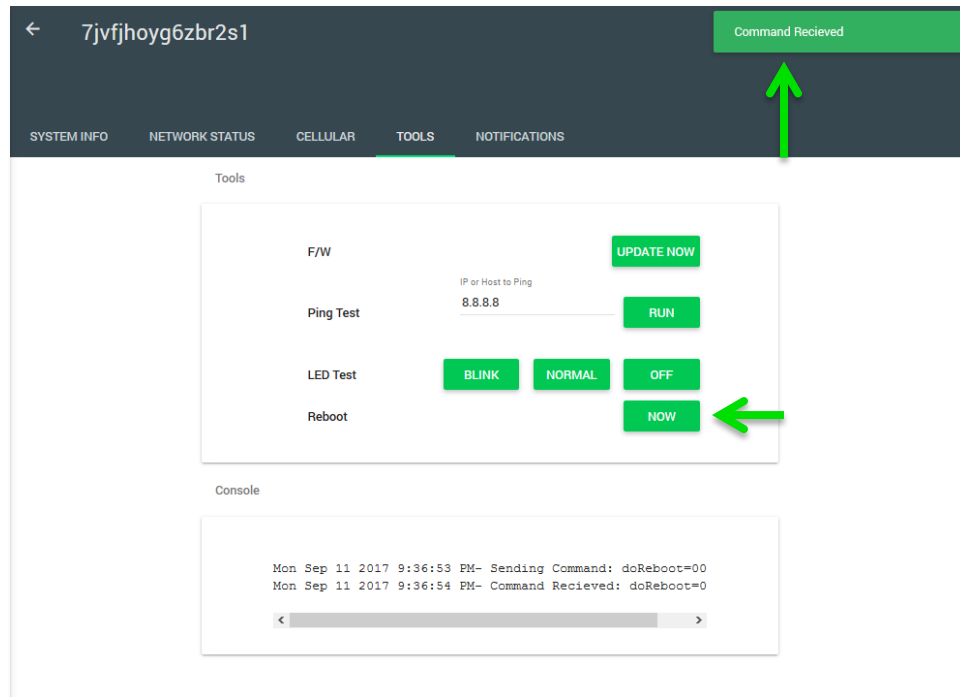 7jvfjhoyg6zbr2s1
Command Recieved
SYSTEM INFO NETWORK STATUS CELLULAR TOOLS NOTIFICATIONS
Tools
F/W UPDATE NOW
IP or Host to Ping
8.8.8.8
Ping Test RUN
LED Test BLINK NORMAL OFF
Reboot NOW
Console
Mon Sep 11 2017 9:36:53 PM- Sending Command: doReboot=00
Mon Sep 11 2017 9:36:54 PM- Command Recieved: doReboot=0